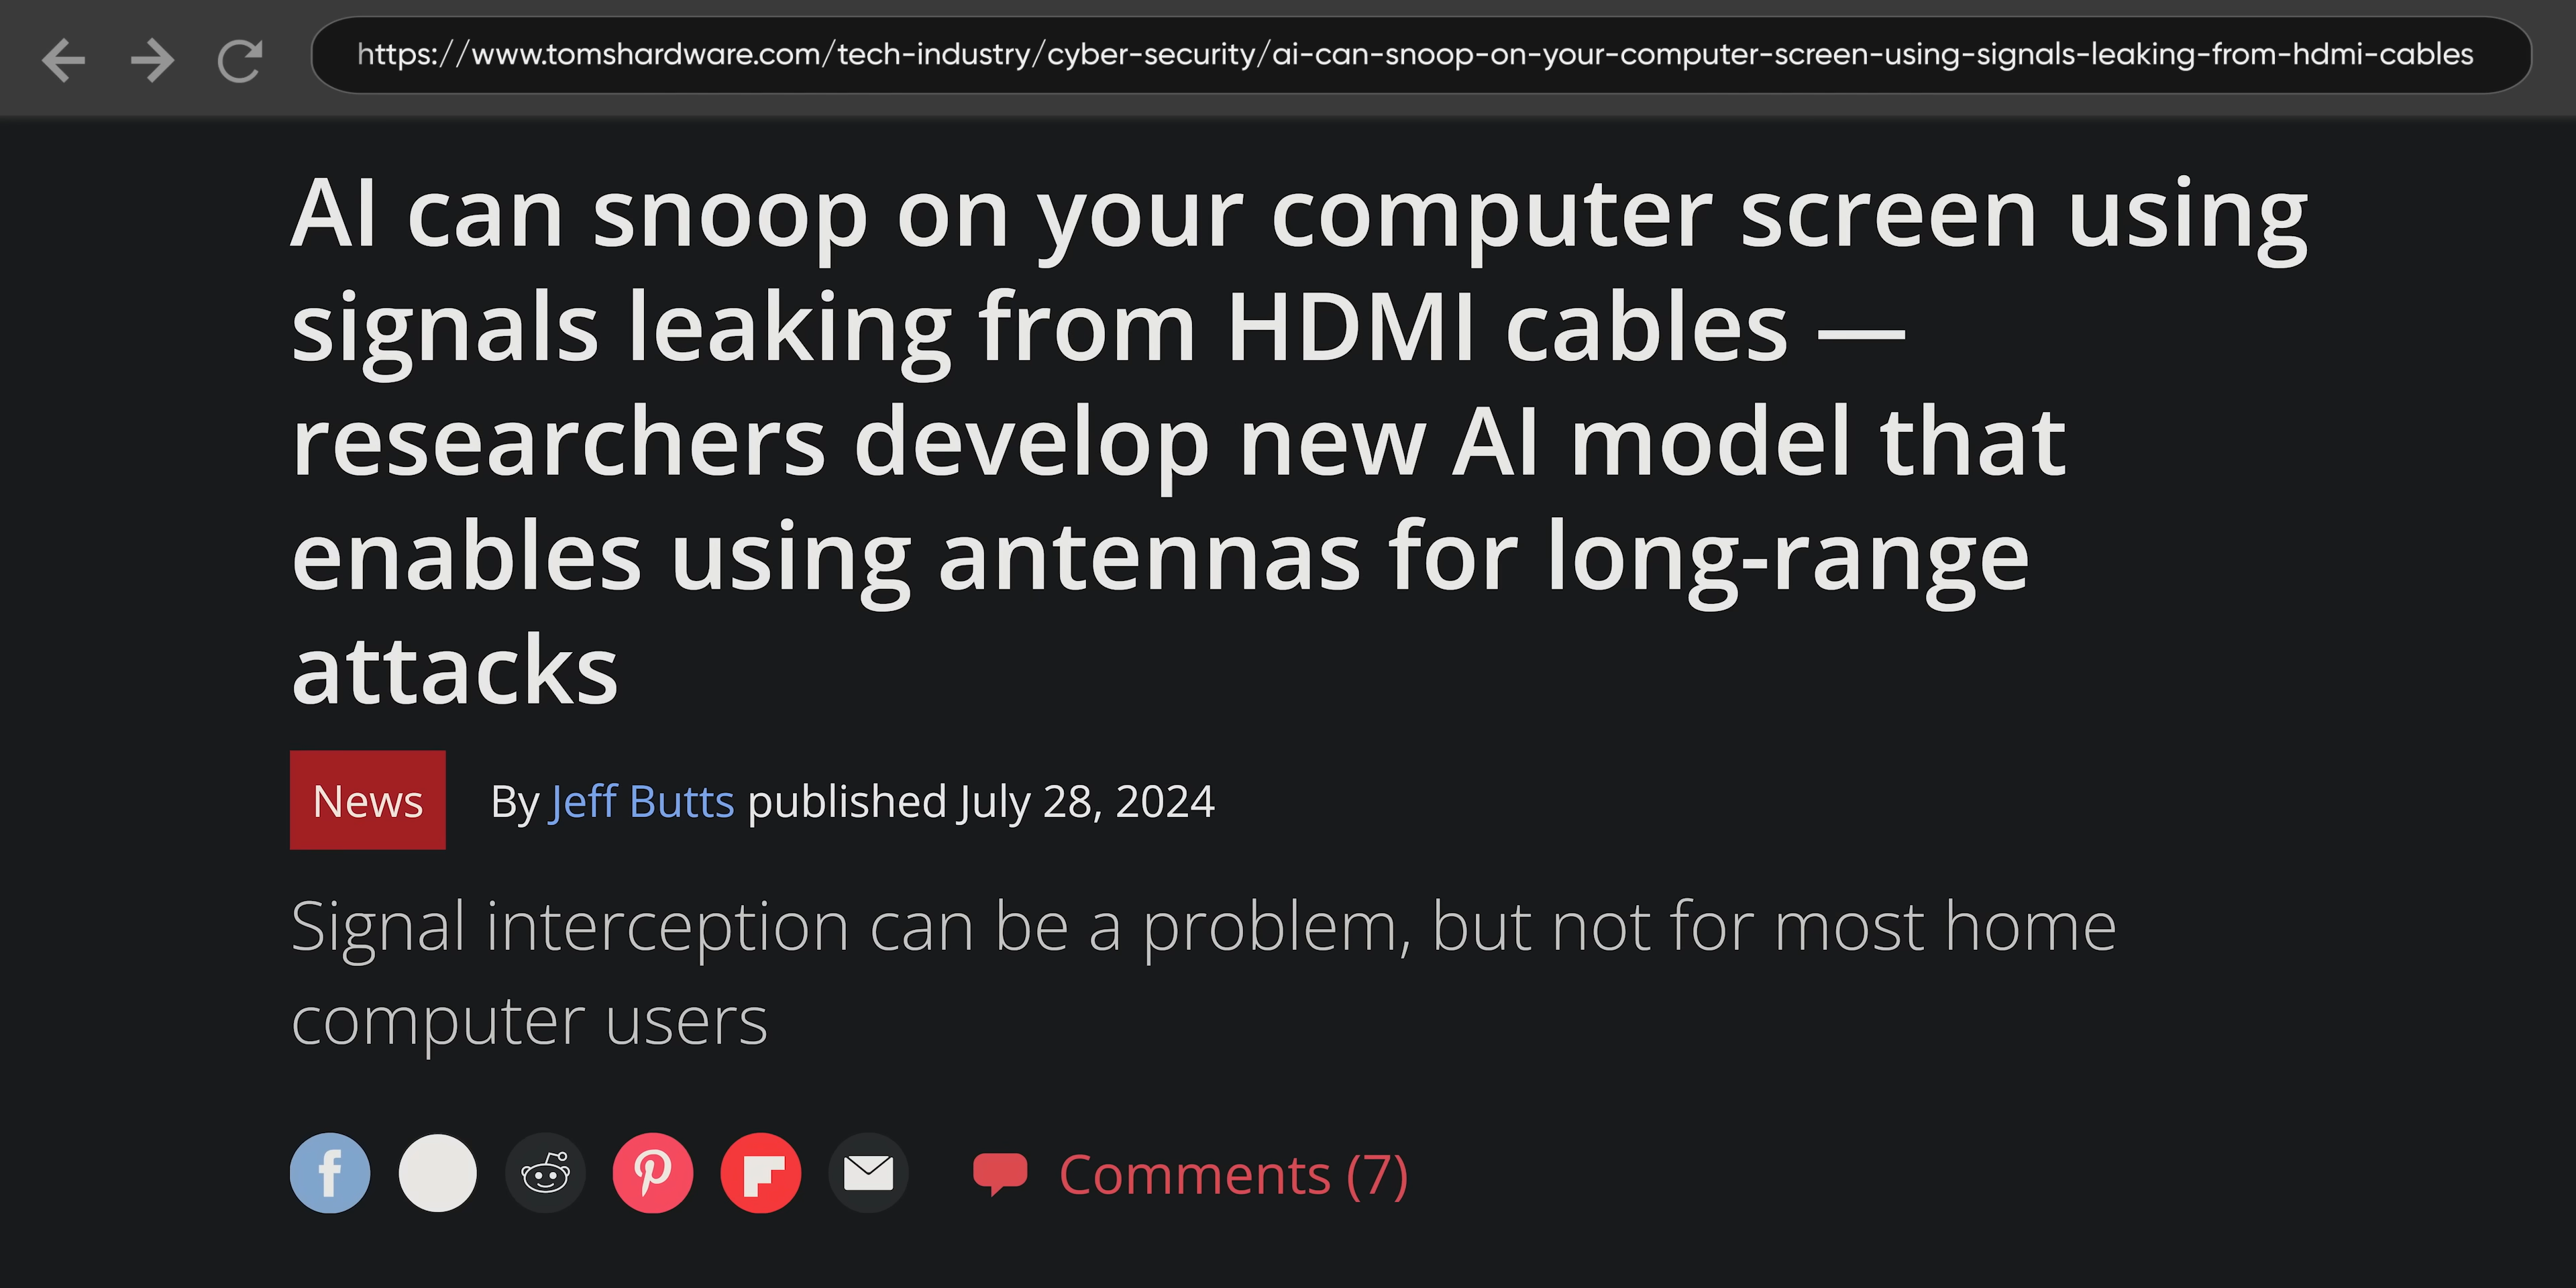 https://www.tomshardware.com/tech-industry/cyber-security/ai-can-snoop-on-your-computer-screen-using-signals-leaking-from-hdmi-cables
AI can snoop on your computer screen using
signals leaking from HDMI cables —
researchers develop new AI model that
enables using antennas for long-range
attacks
News By Jeff Butts published July 28, 2024
Signal interception can be a problem, but not for most home
computer users
Comments (7)